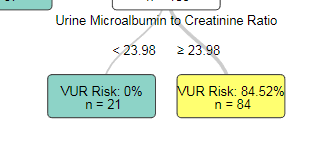 Urine Microalbumin to Creatinine Ratio
< 23.98 ≥ 23.98
VUR Risk: 0%
n = 21
VUR Risk: 84.52%
n = 84